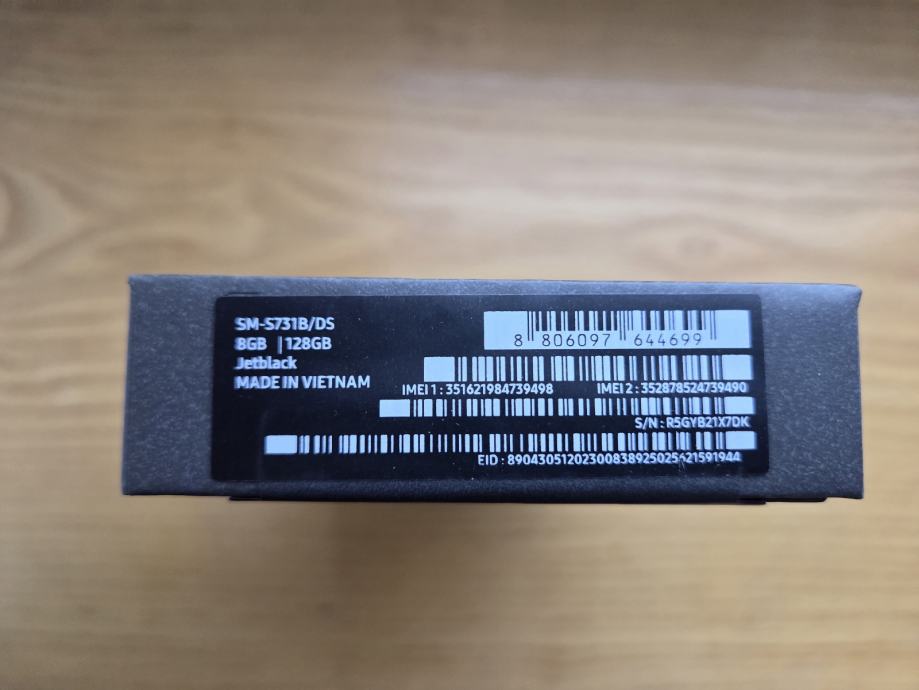 SM-S731B/DS
8GB | 128GB
Jetblack
MADE IN VIETNAM
8 806097 644699
IMEI 1 : 351621984739498 IMEI 2 : 352878524739490
S/N : R5GYB21X7DK
EID : 89043051202300838925025621591944